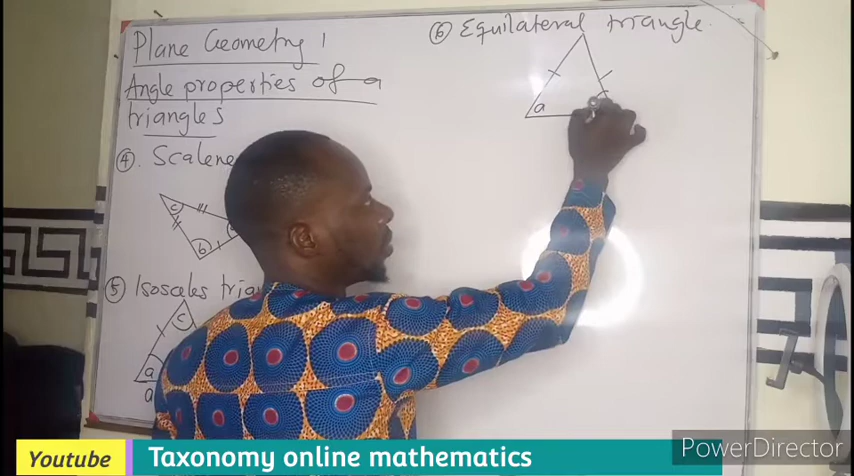 Plane Geometry 1
Angle properties of a
triangles
④. Scalene
c
b
⑤ Isosceles
c
a
a
⑥ Equilateral triangle.
a
Youtube
Taxonomy online mathematics
PowerDirector